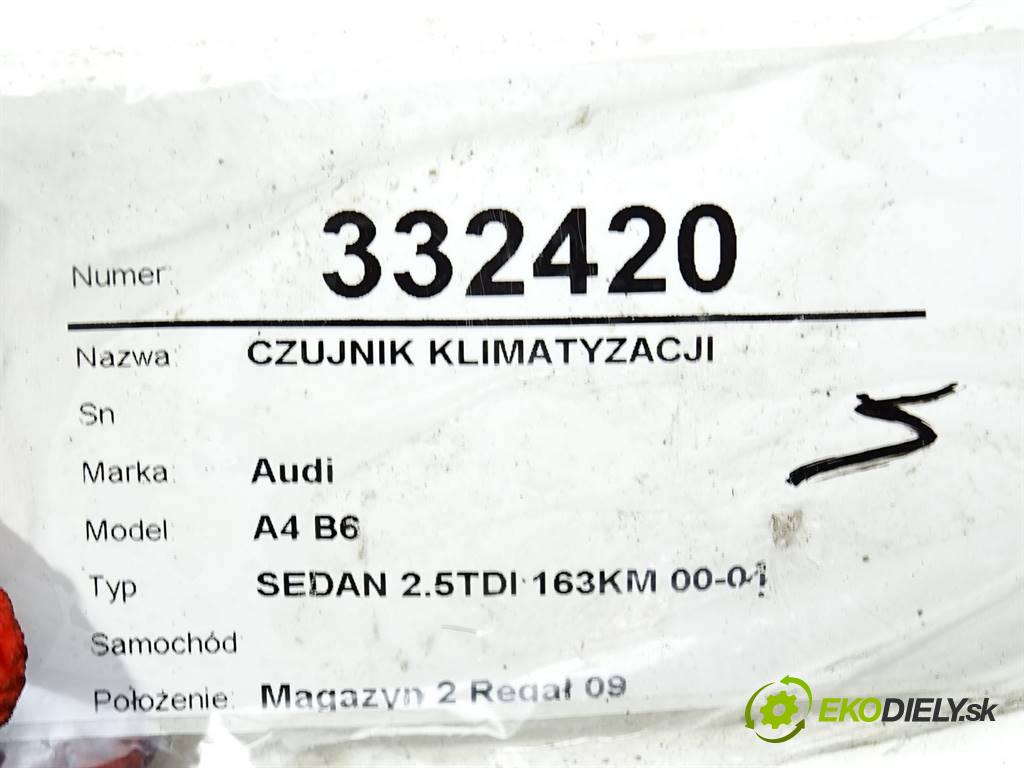 Numer: 332420
Nazwa: CZUJNIK KLIMATYZACJI
Sn
Marka: Audi
Model A4 B6
Typ SEDAN 2.5TDI 163KM 00-04
Samochód
Położenie: Magazyn 2 Regał 09
EKODIELY.sk